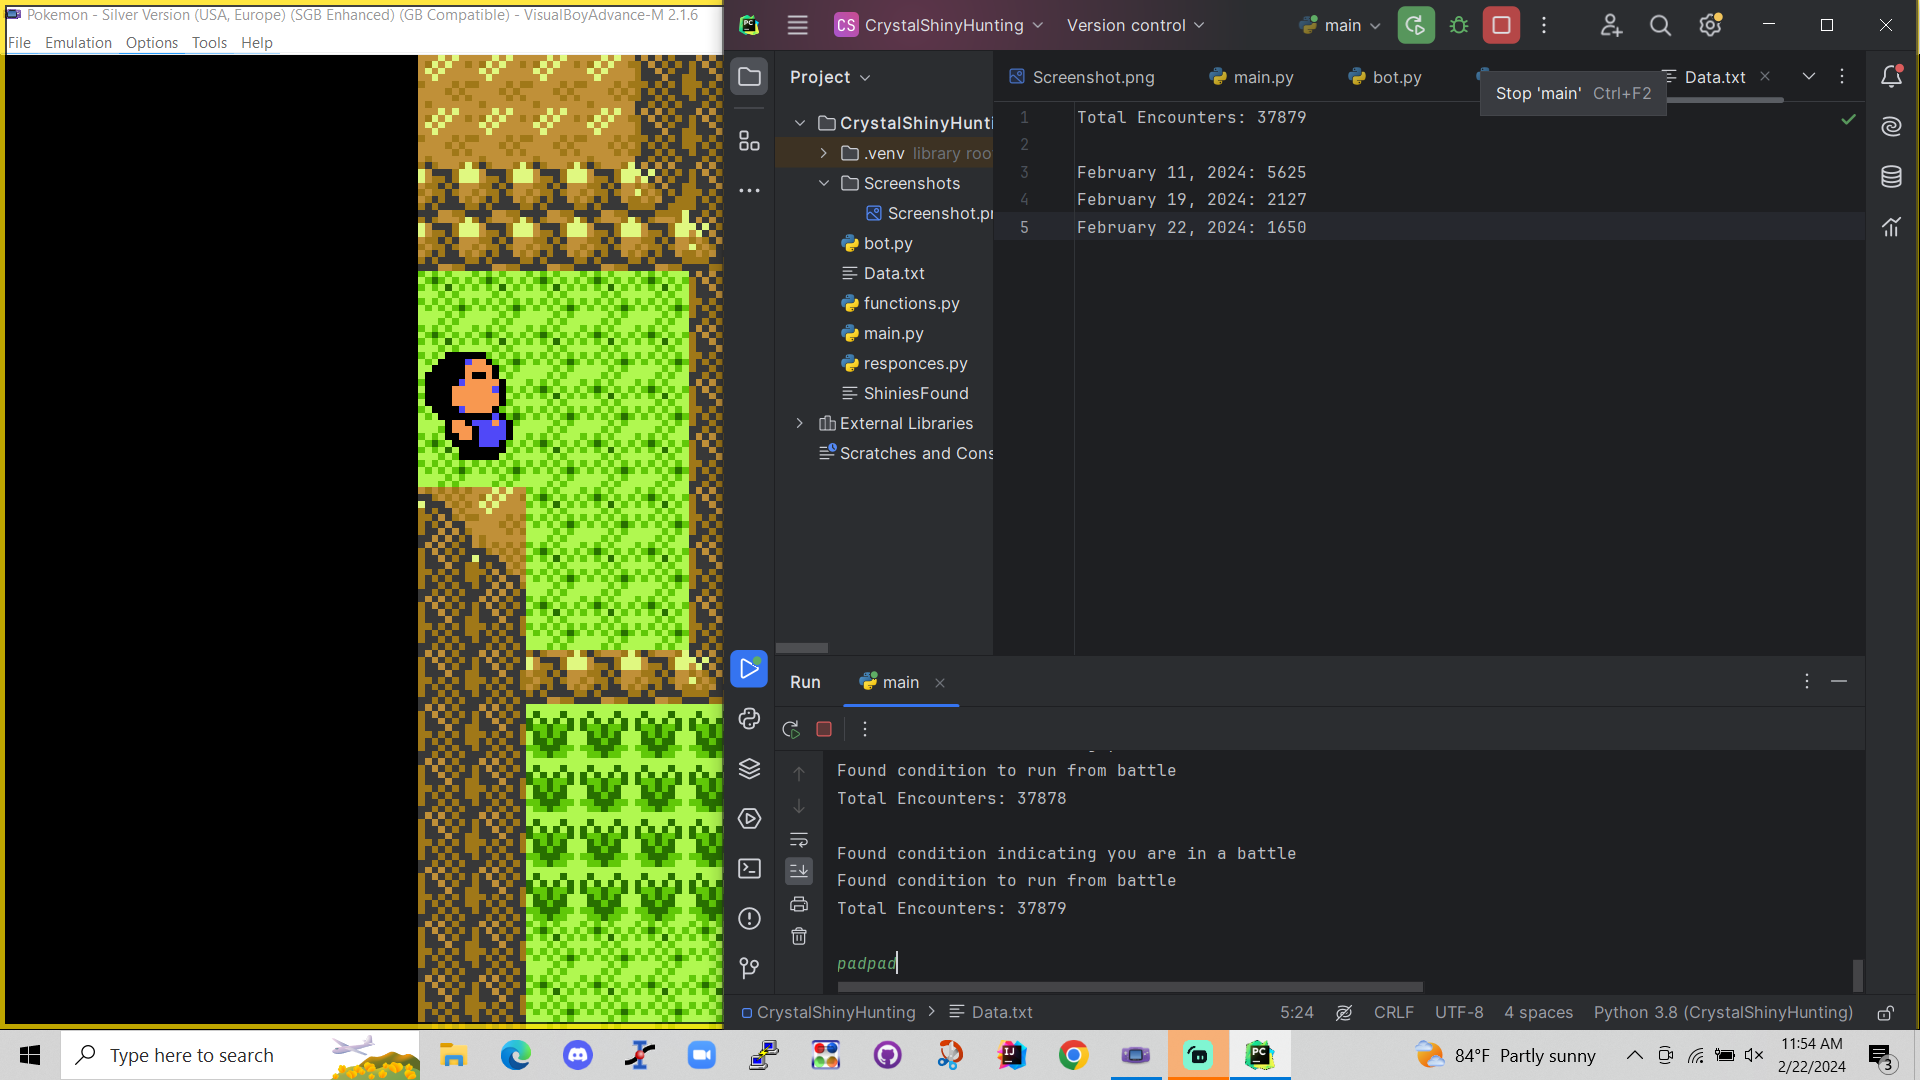 Pokemon - Silver Version (USA, Europe) (SGB Enhanced) (GB Compatible) - VisualBoyAdvance-M 2.1.6
File Emulation Options Tools Help
CS CrystalShinyHunting Version control main
Project
CrystalShinyHunti
.venv library roo
Screenshots
Screenshot.pr
bot.py
Data.txt
functions.py
main.py
responces.py
ShiniesFound
External Libraries
Scratches and Cons
Screenshot.png main.py bot.py Data.txt
Stop 'main' Ctrl+F2
1 Total Encounters: 37879
2
3 February 11, 2024: 5625
4 February 19, 2024: 2127
5 February 22, 2024: 1650
Run main
Found condition to run from battle
Total Encounters: 37878
Found condition indicating you are in a battle
Found condition to run from battle
Total Encounters: 37879
padpad
CrystalShinyHunting > Data.txt 5:24 CRLF UTF-8 4 spaces Python 3.8 (CrystalShinyHunting)
Type here to search
84°F Partly sunny
11:54 AM
2/22/2024
3